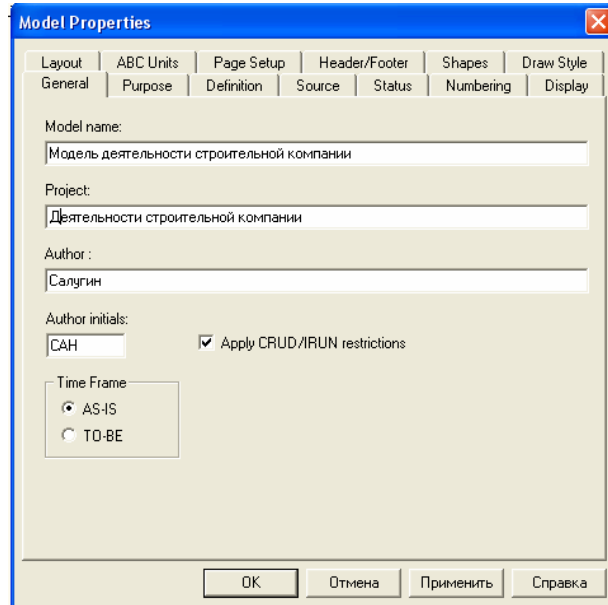 Model Properties
Layout ABC Units Page Setup Header/Footer Shapes Draw Style
General Purpose Definition Source Status Numbering Display
Model name:
Модель деятельности строительной компании
Project:
Деятельности строительной компании
Author :
Салугин
Author initials:
САН
Apply CRUD/IRUN restrictions
Time Frame
AS-IS
TO-BE
OK Отмена Применить Справка